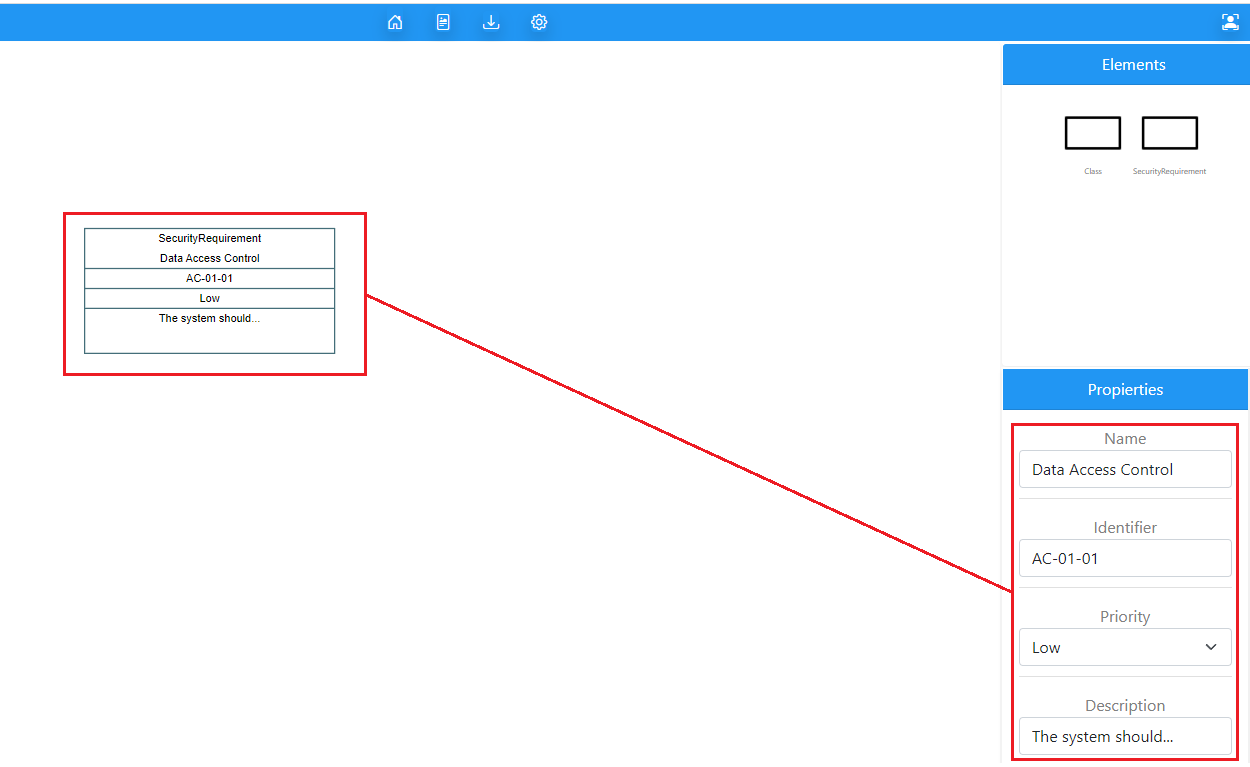 Elements
Class
SecurityRequirement
SecurityRequirement
Data Access Control
AC-01-01
Low
The system should...
Propierties
Name
Data Access Control
Identifier
AC-01-01
Priority
Low
Description
The system should...